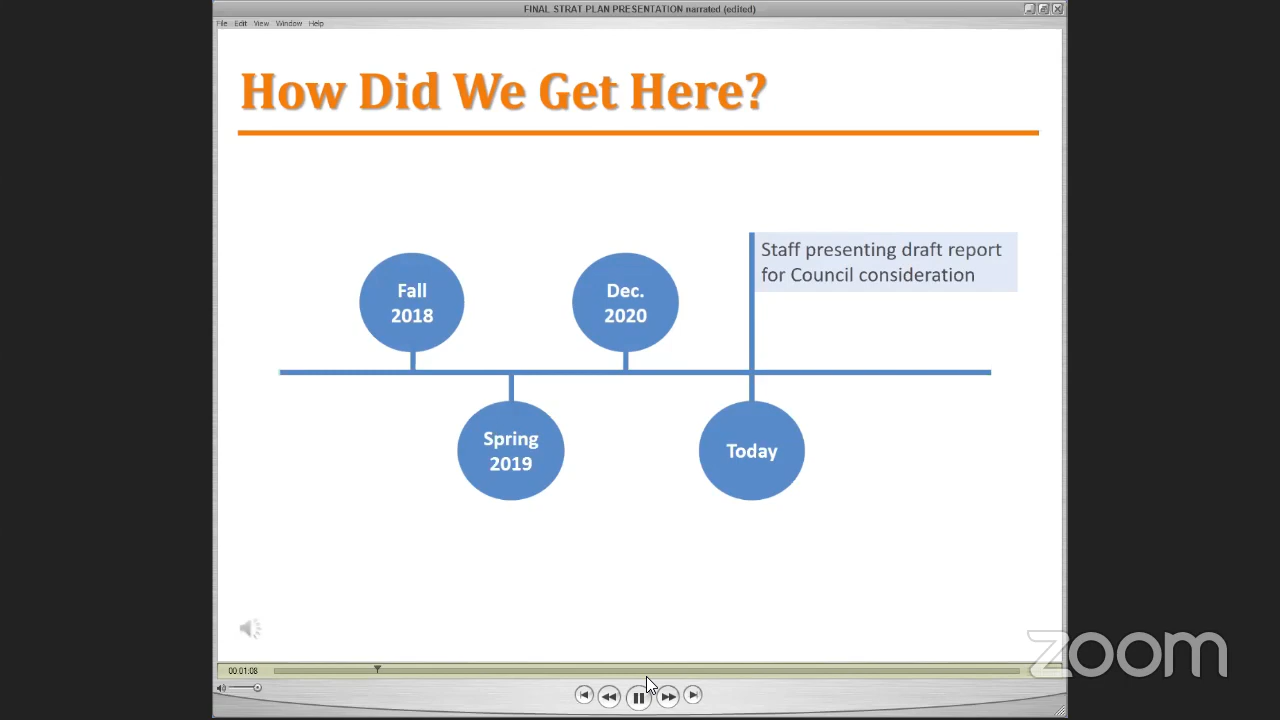 FINAL STRAT PLAN PRESENTATION narrated (edited)
File Edit View Window Help
How Did We Get Here?
Staff presenting draft report
for Council consideration
Fall
2018
Dec.
2020
Spring
2019
Today
00:01:08
zoom